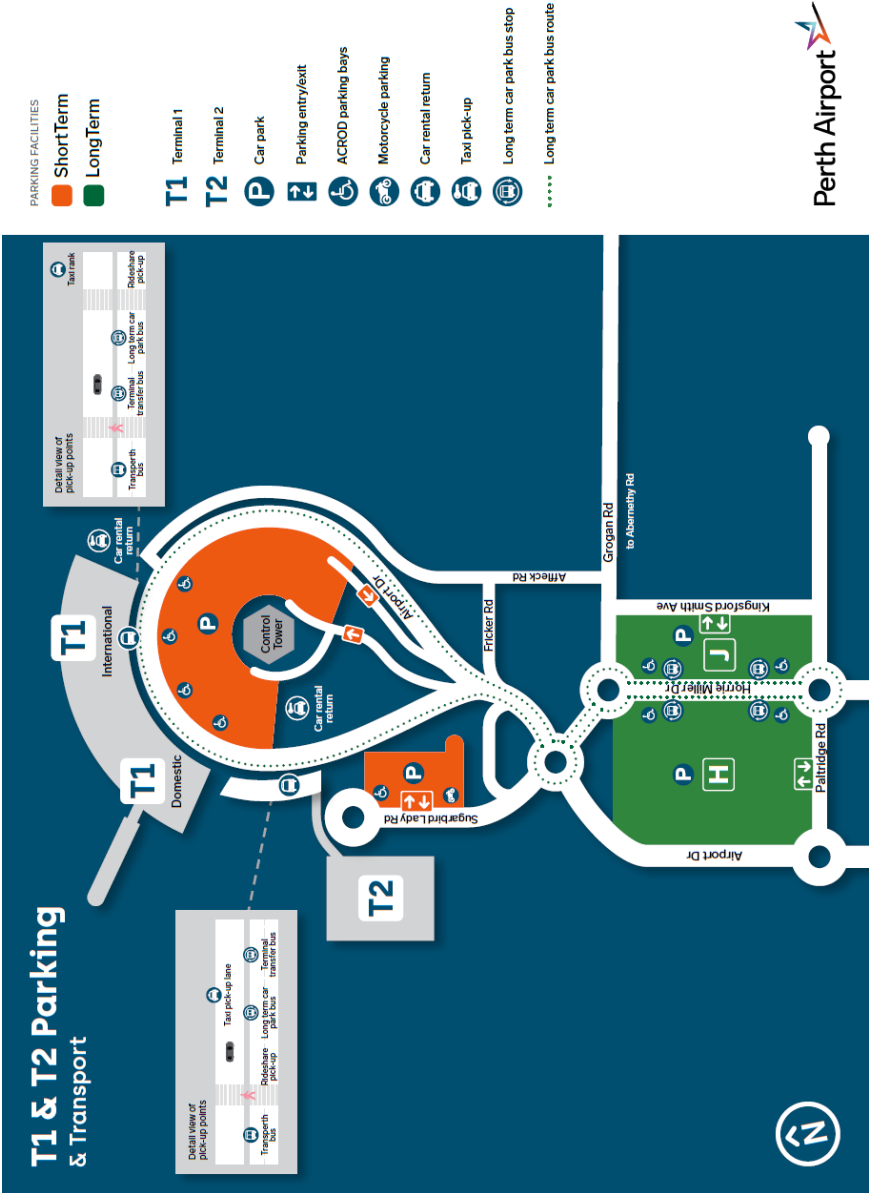 T1 & T2 Parking
& Transport
Detail view of
pick-up points
Taxi pick-up lane
Transperth
bus
Rideshare
pick-up
Long term car
park bus
Terminal
transfer bus
Detail view of
pick-up points
Taxi rank
Transperth
bus
Terminal
transfer bus
Long term car
park bus
Rideshare
pick-up
T1
Domestic
T1
International
Car rental
return
T2
P
Control
Tower
Car rental
return
Airport Dr
P
Sugarbird Lady Rd
Fricker Rd
Affleck Rd
Grogan Rd
to Abernethy Rd
Airport Dr
P
H
Horrie Miller Dr
P
J
Kingsford Smith Ave
Paltridge Rd
N
PARKING FACILITIES
Short Term
Long Term
T1 Terminal 1
T2 Terminal 2
P Car park
Parking entry/exit
ACROD parking bays
Motorcycle parking
Car rental return
Taxi pick-up
Long term car park bus stop
Long term car park bus route
Perth Airport